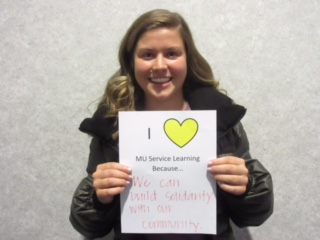 I
MU Service Learning
Because...
We can
build solidarity
with our
community.